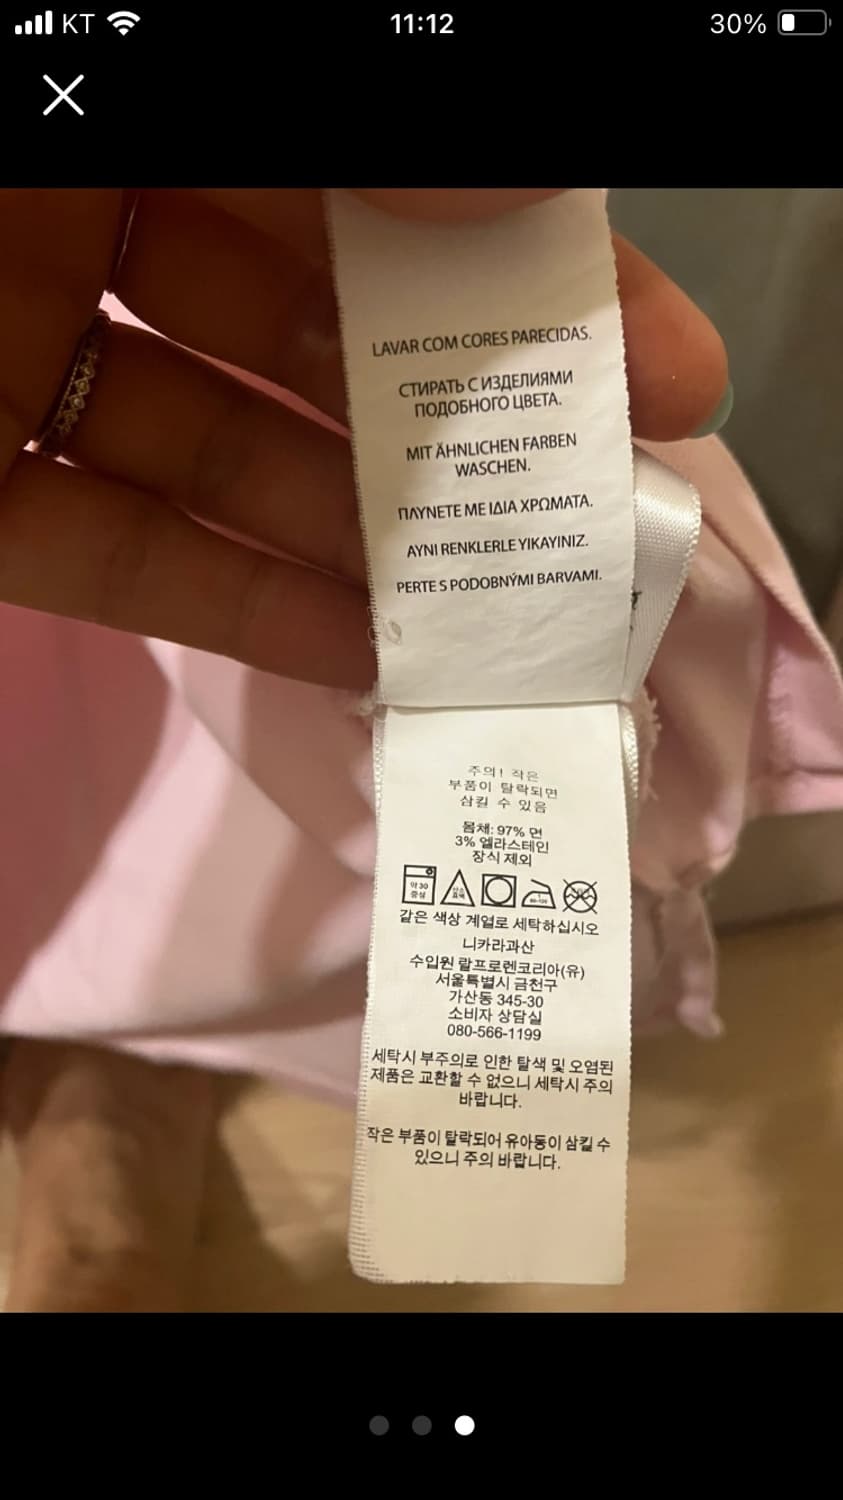 KT 11:12 30%
LAVAR COM CORES PARECIDAS.
СТИРАТЬ С ИЗДЕЛИЯМИ
ПОДОБНОГО ЦВЕТА.
MIT ÄHNLICHEN FARBEN
WASCHEN.
ΠΛΥΝΕΤΕ ΜΕ ΙΔΙΑ ΧΡΩΜΑΤΑ.
AYNI RENKLERLE YIKAYINIZ.
PERTE S PODOBNÝMI BARVAMI.
주의! 작은
부품이 탈락되면
삼킬 수 있음
몸채: 97% 면
3% 엘라스테인
장식 제외
약 30
중성
같은 색상 계열로 세탁하십시오
니카라과산
수입원 랄프로렌코리아(유)
서울특별시 금천구
가산동 345-30
소비자 상담실
080-566-1199
세탁시 부주의로 인한 탈색 및 오염된
제품은 교환할 수 없으니 세탁시 주의
바랍니다.
작은 부품이 탈락되어 유아동이 삼킬 수
있으니 주의 바랍니다.